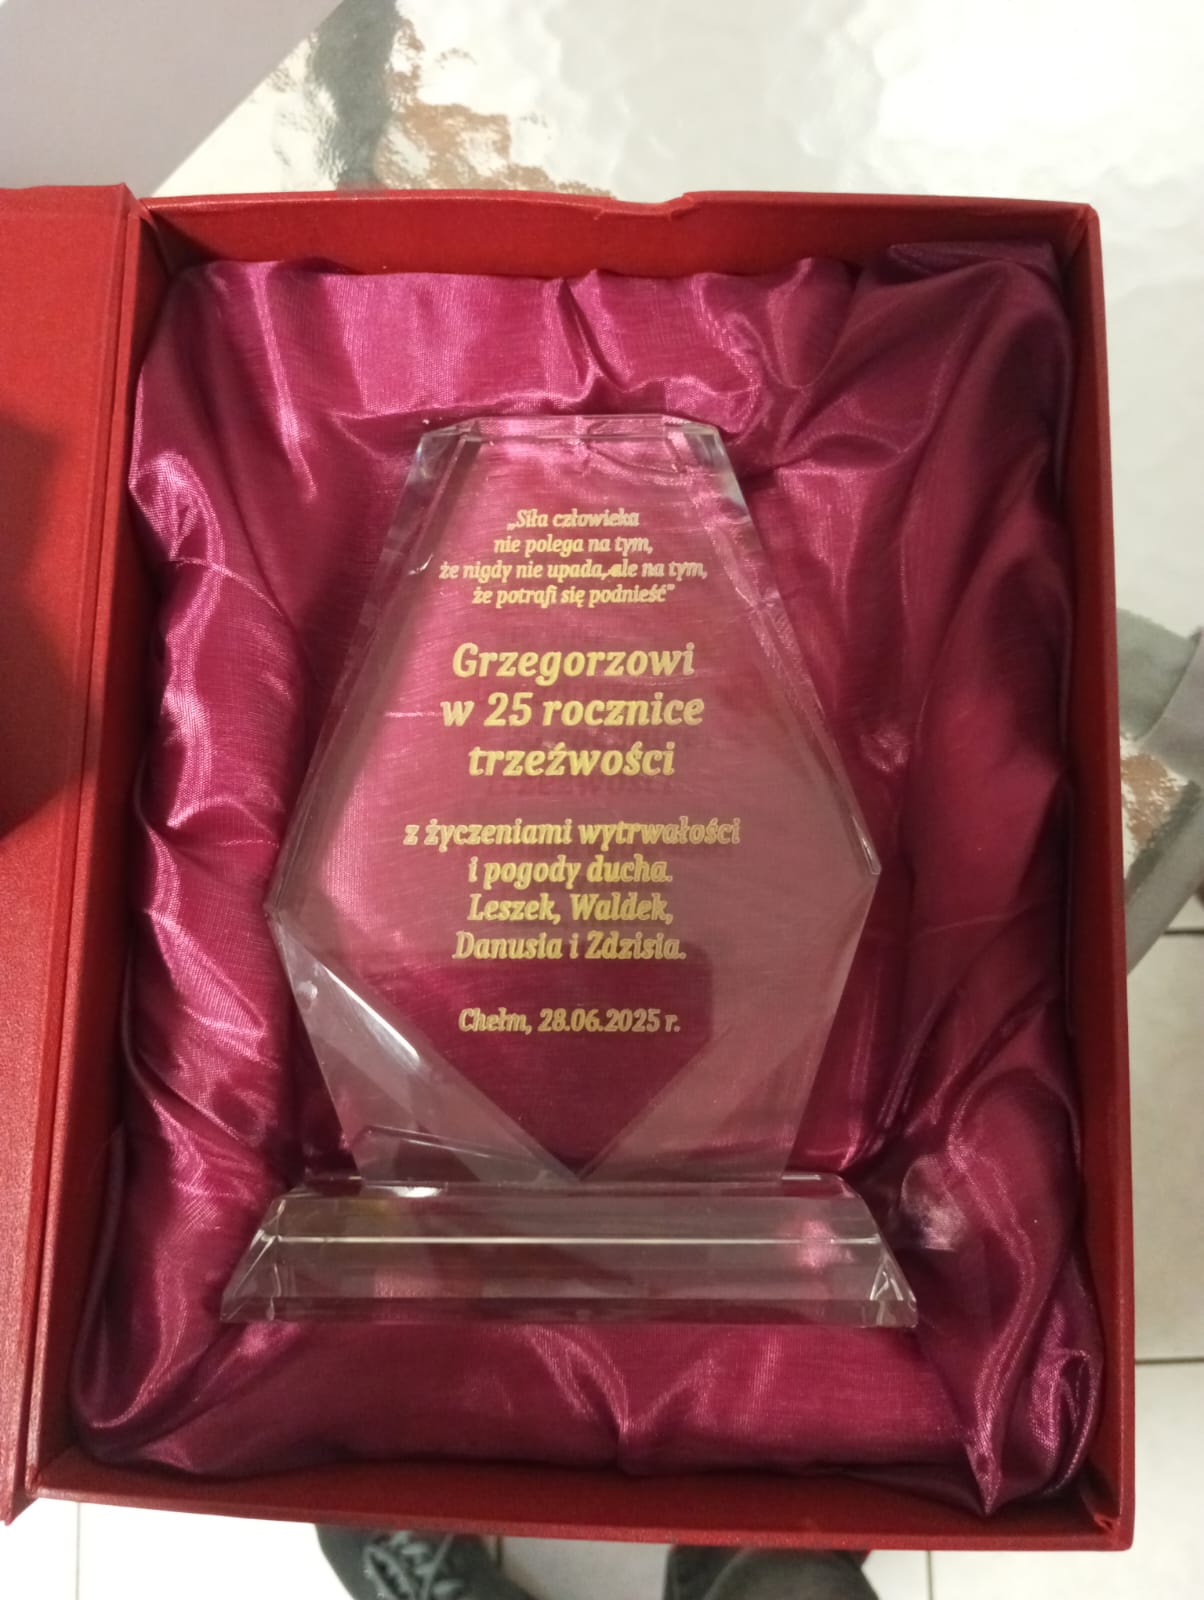 „Siła człowieka
nie polega na tym,
że nigdy nie upada, ale na tym,
że potrafi się podnieść"
Grzegorzowi
w 25 rocznice
trzeźwości
z życzeniami wytrwałości
i pogody ducha.
Leszek, Waldek,
Danusia i Zdzisia.
Chełm, 28.06.2025 r.